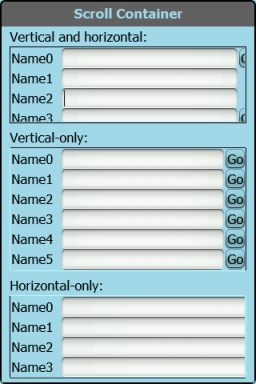 Scroll Container
Vertical and horizontal:
Name0
Name1
Name2
Name3
Vertical-only:
Name0 Go
Name1 Go
Name2 Go
Name3 Go
Name4 Go
Name5 Go
Horizontal-only:
Name0
Name1
Name2
Name3